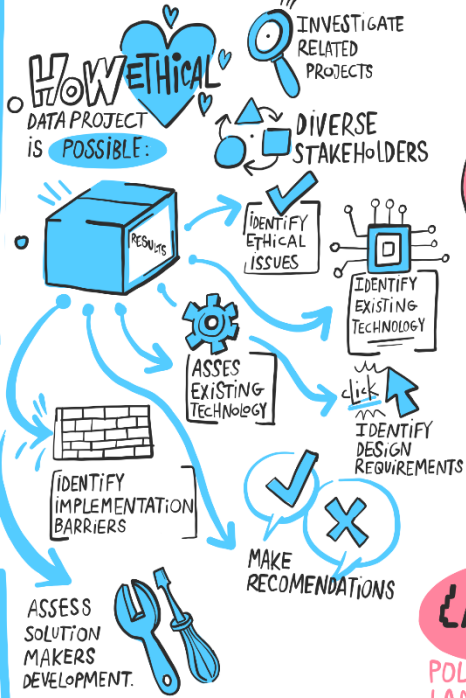 HOW ETHICAL
DATA PROJECT
iS POSSIBLE:
INVESTIGATE
RELATED
PROJECTS
DIVERSE
STAKEHOLDERS
RESULTS
IDENTIFY
ETHICAL
ISSUES
IDENTIFY
EXISTING
TECHNOLOGY
ASSES
EXISTING
TECHNOLOGY
click
IDENTIFY
DESIGN
REQUIREMENTS
IDENTIFY
IMPLEMENTATION
BARRIERS
MAKE
RECOMENDATIONS
ASSESS
SOLUTION
MAKERS
DEVELOPMENT.